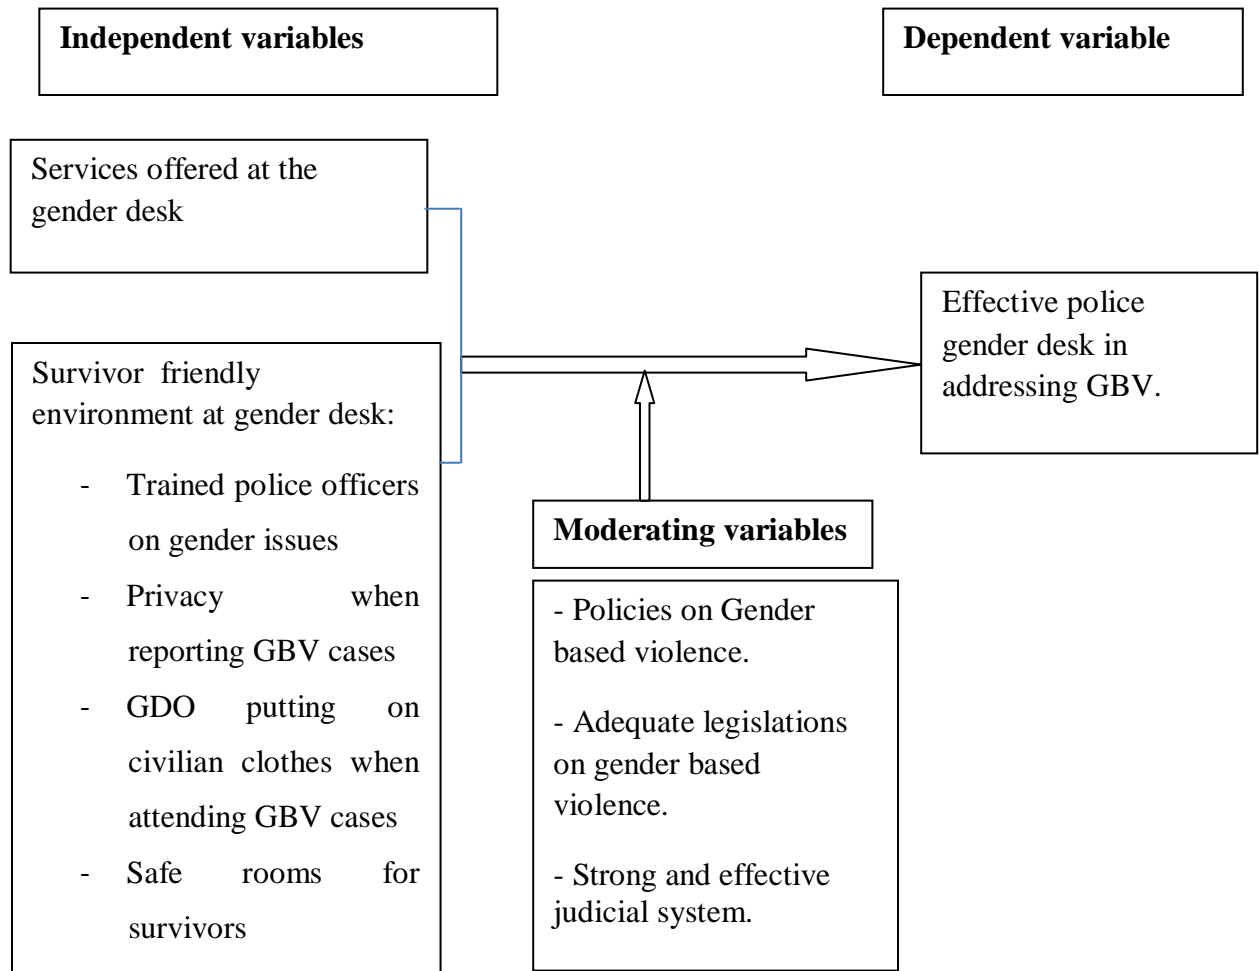 Independent variables
Dependent variable
Services offered at the
gender desk
Survivor friendly
environment at gender desk:
- Trained police officers
on gender issues
- Privacy when
reporting GBV cases
- GDO putting on
civilian clothes when
attending GBV cases
- Safe rooms for
survivors
Effective police
gender desk in
addressing GBV.
Moderating variables
- Policies on Gender
based violence.
- Adequate legislations
on gender based
violence.
- Strong and effective
judicial system.